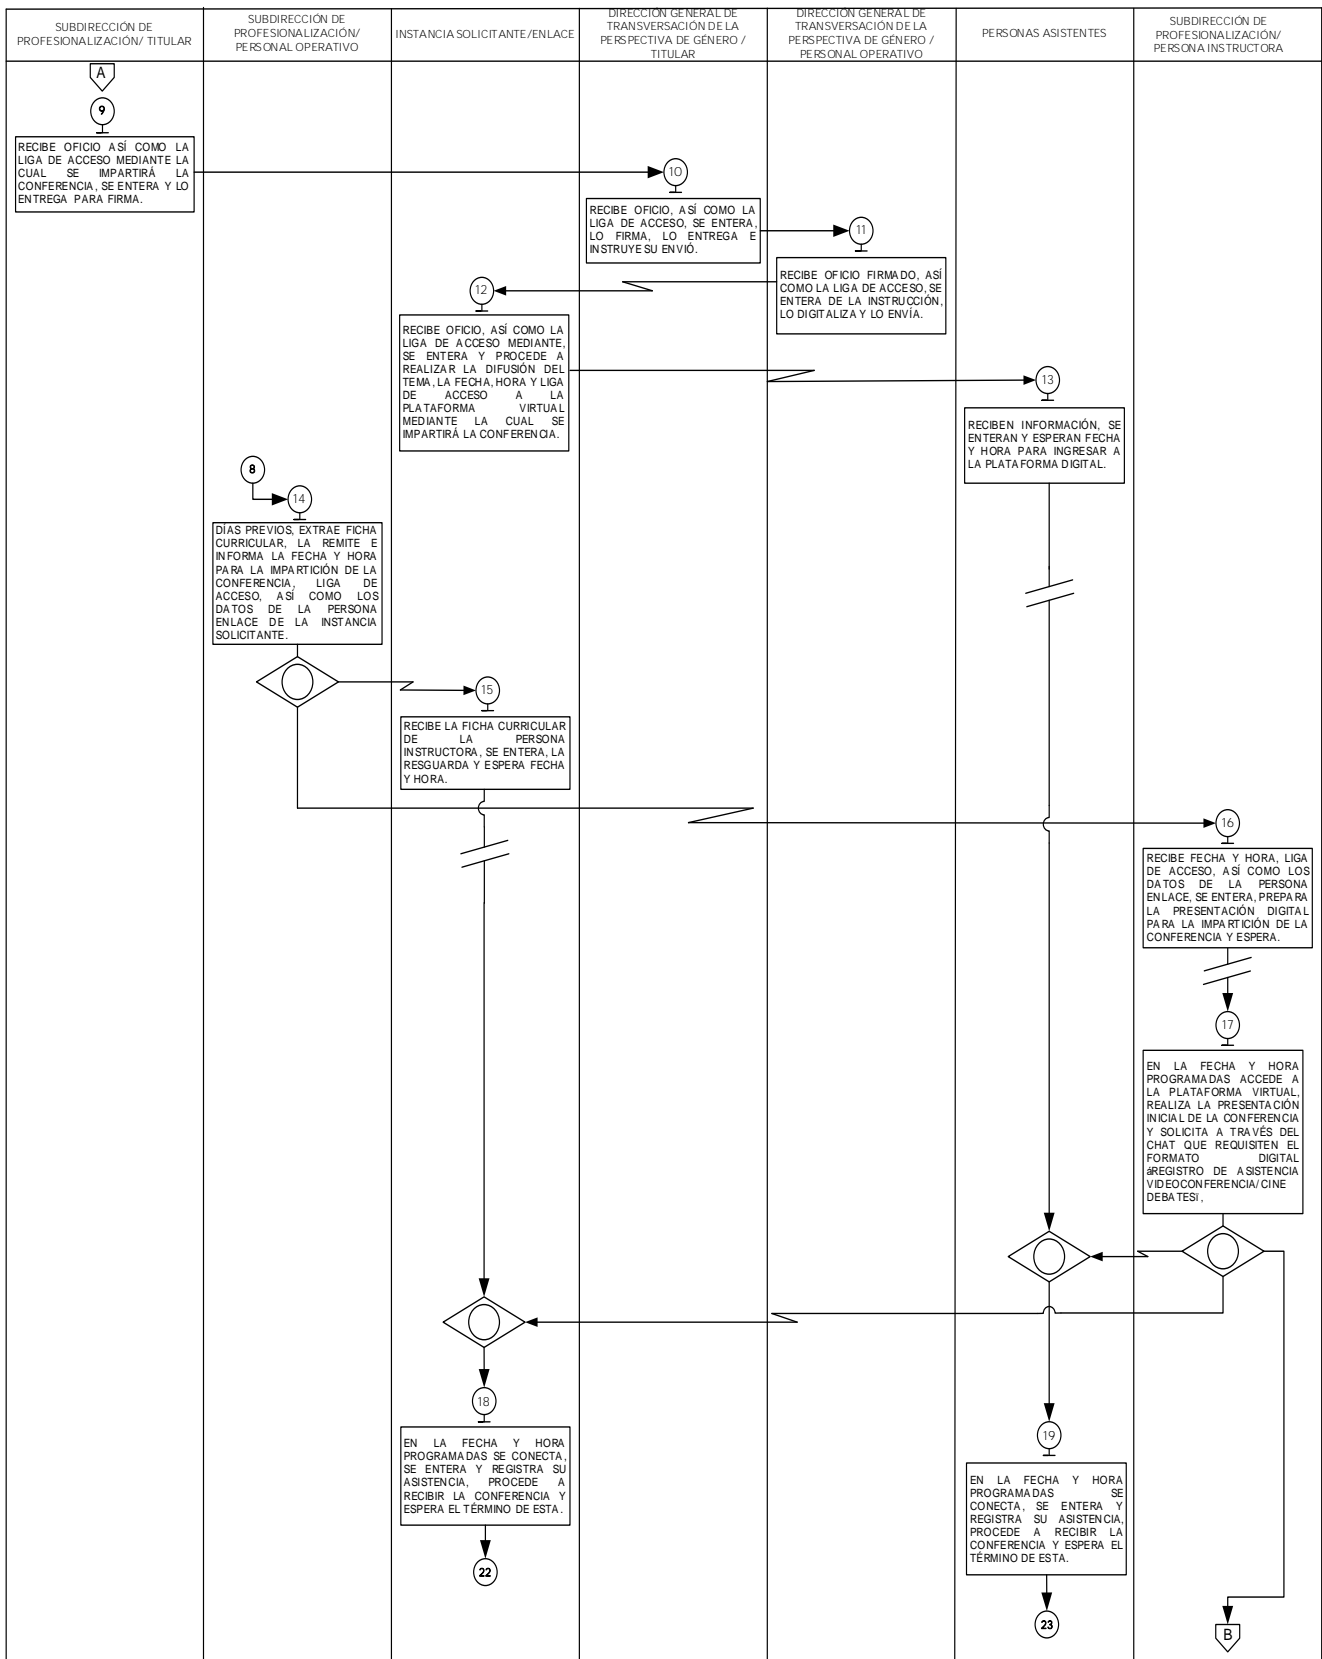 SUBDIRECCIÓN DE
PROFESIONALIZACIÓN/ TITULAR
SUBDIRECCIÓN DE
PROFESIONALIZACIÓN/
PERSONAL OPERATIVO
INSTANCIA SOLICITANTE/ENLACE
DIRECCIÓN GENERAL DE
TRANSVERSACIÓN DE LA
PERSPECTIVA DE GÉNERO /
TITULAR
DIRECCIÓN GENERAL DE
TRANSVERSACIÓN DE LA
PERSPECTIVA DE GÉNERO /
PERSONAL OPERATIVO
PERSONAS ASISTENTES
SUBDIRECCIÓN DE
PROFESIONALIZACIÓN/
PERSONA INSTRUCTORA
A
9
RECIBE OFICIO ASÍ COMO LA
LIGA DE ACCESO MEDIANTE LA
CUAL SE IMPARTIRÁ LA
CONFERENCIA, SE ENTERA Y LO
ENTREGA PARA FIRMA.
10
RECIBE OFICIO, ASÍ COMO LA
LIGA DE ACCESO, SE ENTERA,
LO FIRMA, LO ENTREGA E
INSTRUYE SU ENVIÓ.
11
RECIBE OFICIO FIRMADO, ASÍ
COMO LA LIGA DE ACCESO, SE
ENTERA DE LA INSTRUCCIÓN,
LO DIGITALIZA Y LO ENVÍA.
12
RECIBE OFICIO, ASÍ COMO LA
LIGA DE ACCESO MEDIANTE,
SE ENTERA Y PROCEDE A
REALIZAR LA DIFUSIÓN DEL
TEMA, LA FECHA, HORA Y LIGA
DE ACCESO A LA
PLATAFORMA VIRTUAL
MEDIANTE LA CUAL SE
IMPARTIRÁ LA CONFERENCIA.
13
RECIBEN INFORMACIÓN, SE
ENTERAN Y ESPERAN FECHA
Y HORA PARA INGRESAR A
LA PLATAFORMA DIGITAL.
8
14
DÍAS PREVIOS, EXTRAE FICHA
CURRICULAR, LA REMITE E
INFORMA LA FECHA Y HORA
PARA LA IMPARTICIÓN DE LA
CONFERENCIA, LIGA DE
ACCESO, ASÍ COMO LOS
DATOS DE LA PERSONA
ENLACE DE LA INSTANCIA
SOLICITANTE.
15
RECIBE LA FICHA CURRICULAR
DE LA PERSONA
INSTRUCTORA, SE ENTERA, LA
RESGUARDA Y ESPERA FECHA
Y HORA.
16
RECIBE FECHA Y HORA, LIGA
DE ACCESO, ASÍ COMO LOS
DATOS DE LA PERSONA
ENLACE, SE ENTERA, PREPARA
LA PRESENTACIÓN DIGITAL
PARA LA IMPARTICIÓN DE LA
CONFERENCIA Y ESPERA.
17
EN LA FECHA Y HORA
PROGRAMADAS ACCEDE A
LA PLATAFORMA VIRTUAL,
REALIZA LA PRESENTACIÓN
INICIAL DE LA CONFERENCIA
Y SOLICITA A TRAVÉS DEL
CHAT QUE REQUISITEN EL
FORMATO DIGITAL
áREGISTRO DE ASISTENCIA
VIDEOCONFERENCIA/ CINE
DEBATESï,
18
EN LA FECHA Y HORA
PROGRAMADAS SE CONECTA,
SE ENTERA Y REGISTRA SU
ASISTENCIA, PROCEDE A
RECIBIR LA CONFERENCIA Y
ESPERA EL TÉRMINO DE ESTA.
22
19
EN LA FECHA Y HORA
PROGRAMADAS SE
CONECTA, SE ENTERA Y
REGISTRA SU ASISTENCIA,
PROCEDE A RECIBIR LA
CONFERENCIA Y ESPERA EL
TÉRMINO DE ESTA.
23
B